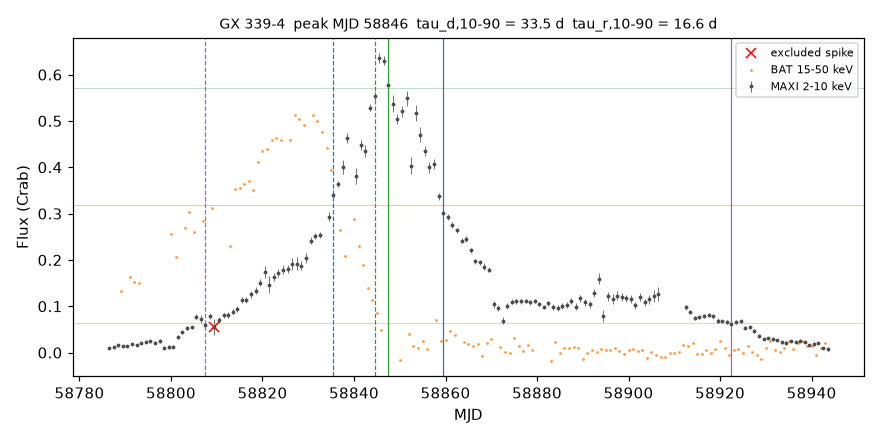 GX 339-4 peak MJD 58846 tau_d,10-90 = 33.5 d tau_r,10-90 = 16.6 d
excluded spike
BAT 15-50 keV
MAXI 2-10 keV
Flux (Crab)
0.6
0.5
0.4
0.3
0.2
0.1
0.0
58780 58800 58820 58840 58860 58880 58900 58920 58940
MJD